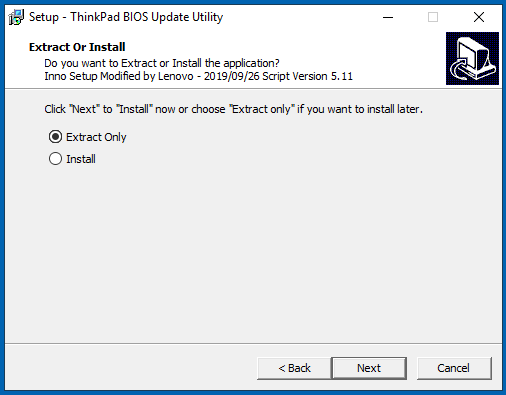 Setup - ThinkPad BIOS Update Utility
Extract Or Install
Do you want to Extract or Install the application?
Inno Setup Modified by Lenovo - 2019/09/26 Script Version 5.11
Click "Next" to "Install" now or choose "Extract only" if you want to install later.
Extract Only
Install
< Back
Next
Cancel